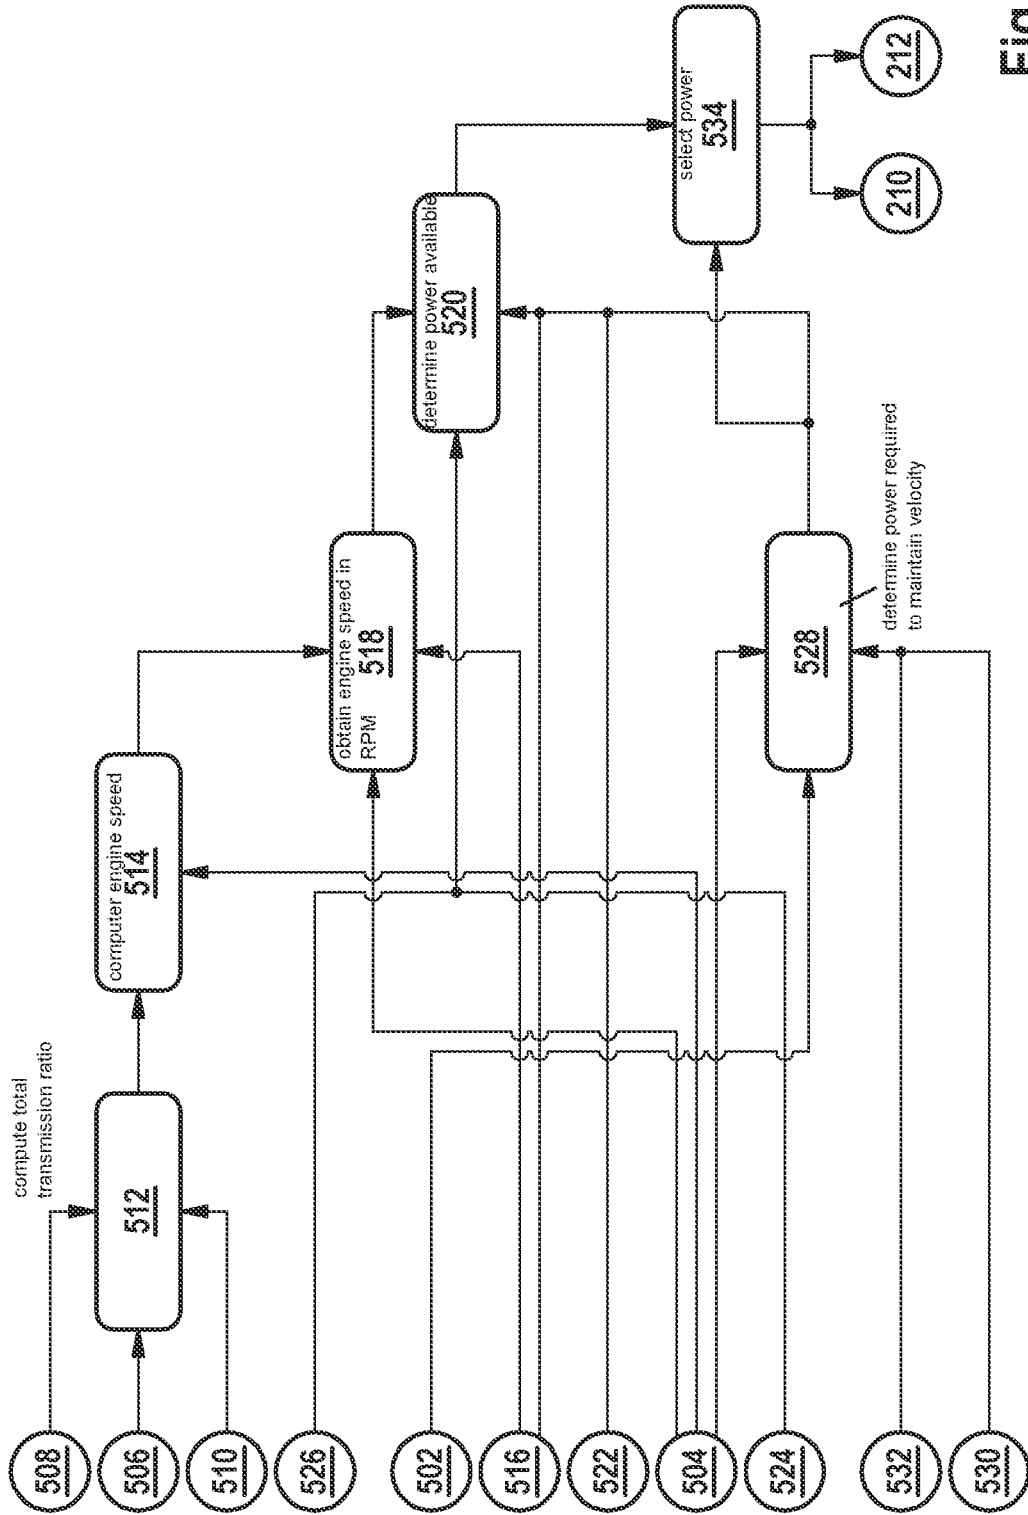 508
506
510
526
502
516
522
504
524
532
530
compute total
transmission ratio
512
computer engine speed
514
obtain engine speed in
RPM
518
determine power available
520
528
determine power required
to maintain velocity
select power
534
210
212
Fig